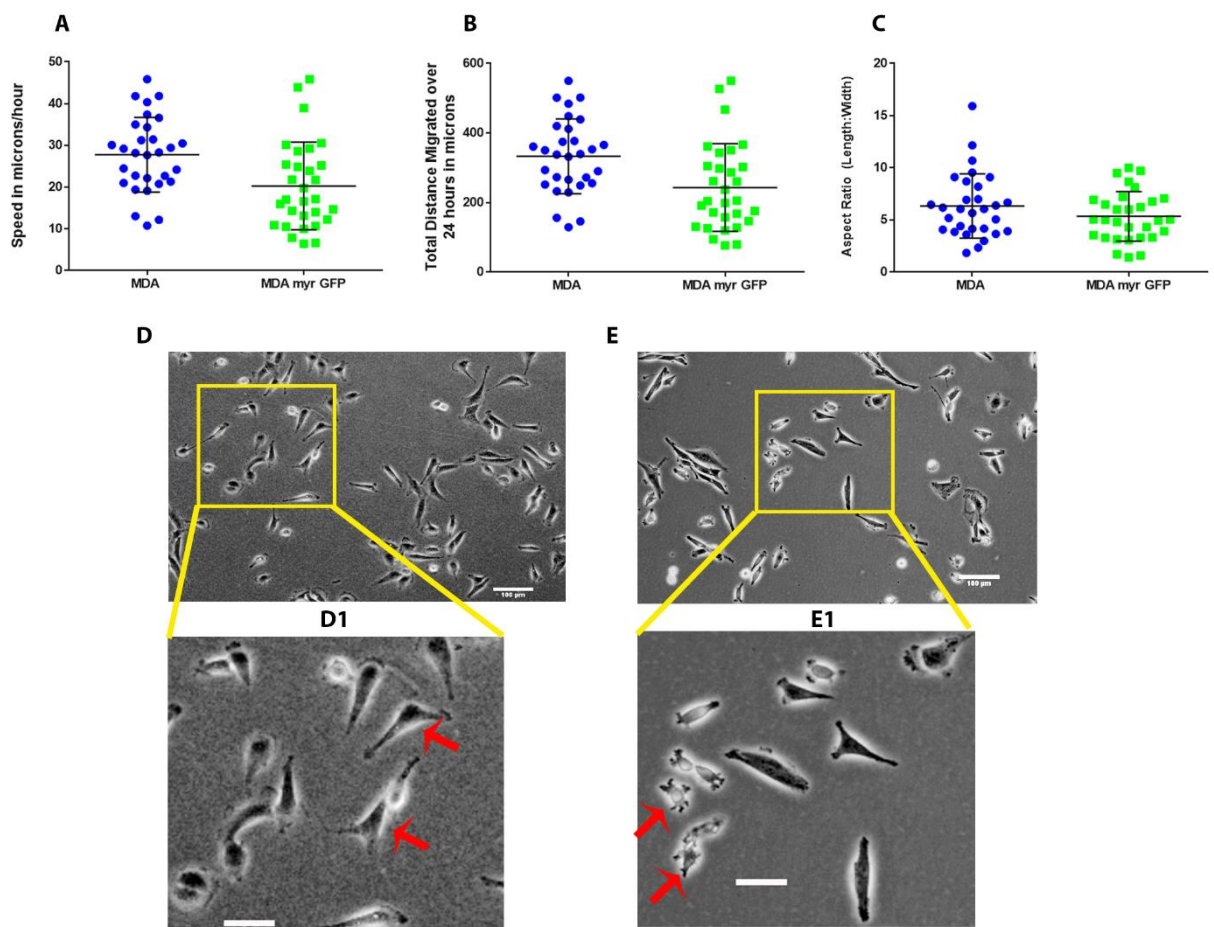 A
Speed in microns/hour
50
40
30
20
10
0
MDA
MDA myr GFP
B
Total Distance Migrated over
24 hours in microns
600
400
200
0
MDA
MDA myr GFP
C
Aspect Ratio (Length:Width)
20
15
10
5
0
MDA
MDA myr GFP
D
100 µm
E
100 µm
D1
E1